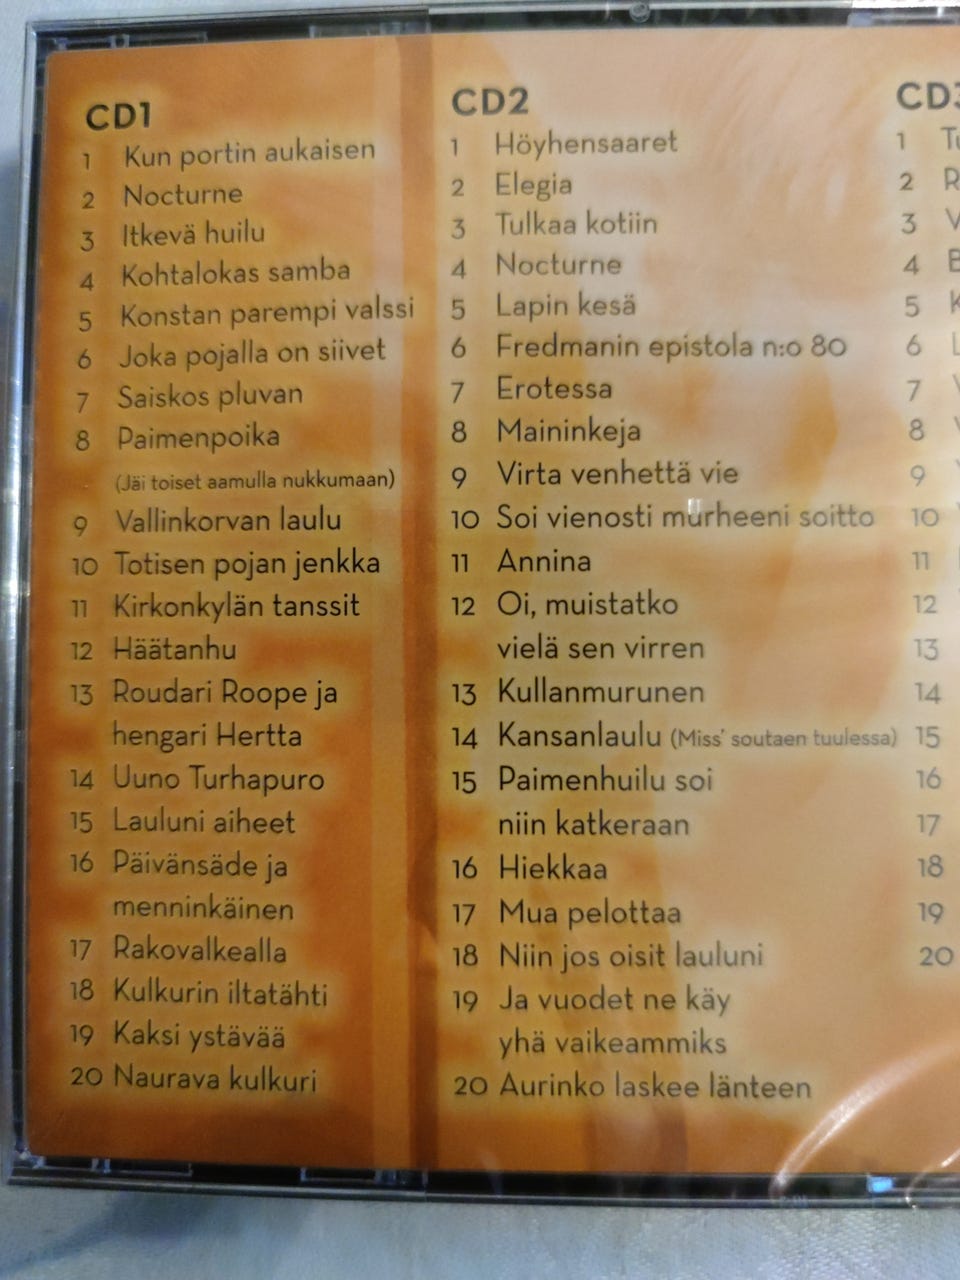 CD1
1 Kun portin aukaisen
2 Nocturne
3 Itkevä huilu
4 Kohtalokas samba
5 Konstan parempi valssi
6 Joka pojalla on siivet
7 Saiskos pluvan
8 Paimenpoika
(Jäi toiset aamulla nukkumaan)
9 Vallinkorvan laulu
10 Totisen pojan jenkka
11 Kirkonkylän tanssit
12 Häätanhu
13 Roudari Roope ja
hengari Hertta
14 Uuno Turhapuro
15 Lauluni aiheet
16 Päivänsäde ja
menninkäinen
17 Rakovalkealla
18 Kulkurin iltatähti
19 Kaksi ystävää
20 Naurava kulkuri
CD2
1 Höyhensaaret
2 Elegia
3 Tulkaa kotiin
4 Nocturne
5 Lapin kesä
6 Fredmanin epistola n:o 80
7 Erotessa
8 Maininkeja
9 Virta venhettä vie
10 Soi vienosti murheeni soitto
11 Annina
12 Oi, muistatko
vielä sen virren
13 Kullanmurunen
14 Kansanlaulu (Miss' soutaen tuulessa)
15 Paimenhuilu soi
niin katkeraan
16 Hiekkaa
17 Mua pelottaa
18 Niin jos oisit lauluni
19 Ja vuodet ne käy
yhä vaikeammiks
20 Aurinko laskee länteen
CD3
1
2
3
4
5
6
7
8
9
10
11
12
13
14
15
16
17
18
19
20